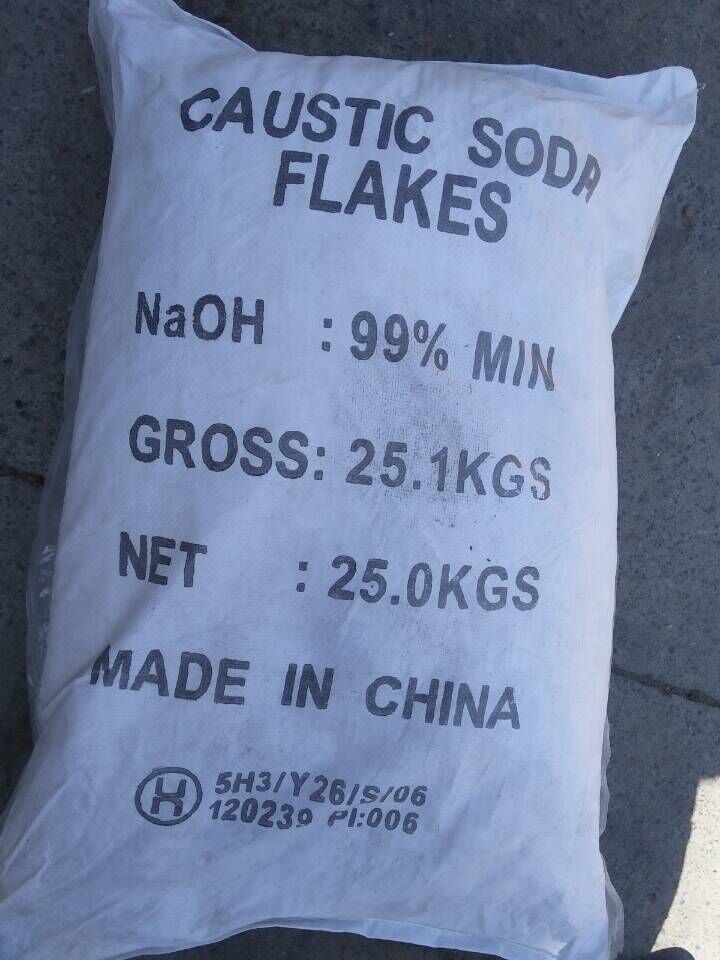 CAUSTIC SODA
FLAKES
NaOH : 99% MIN
GROSS: 25.1KGS
NET : 25.0KGS
MADE IN CHINA
5H3/Y26/S/06
120239 PI:006